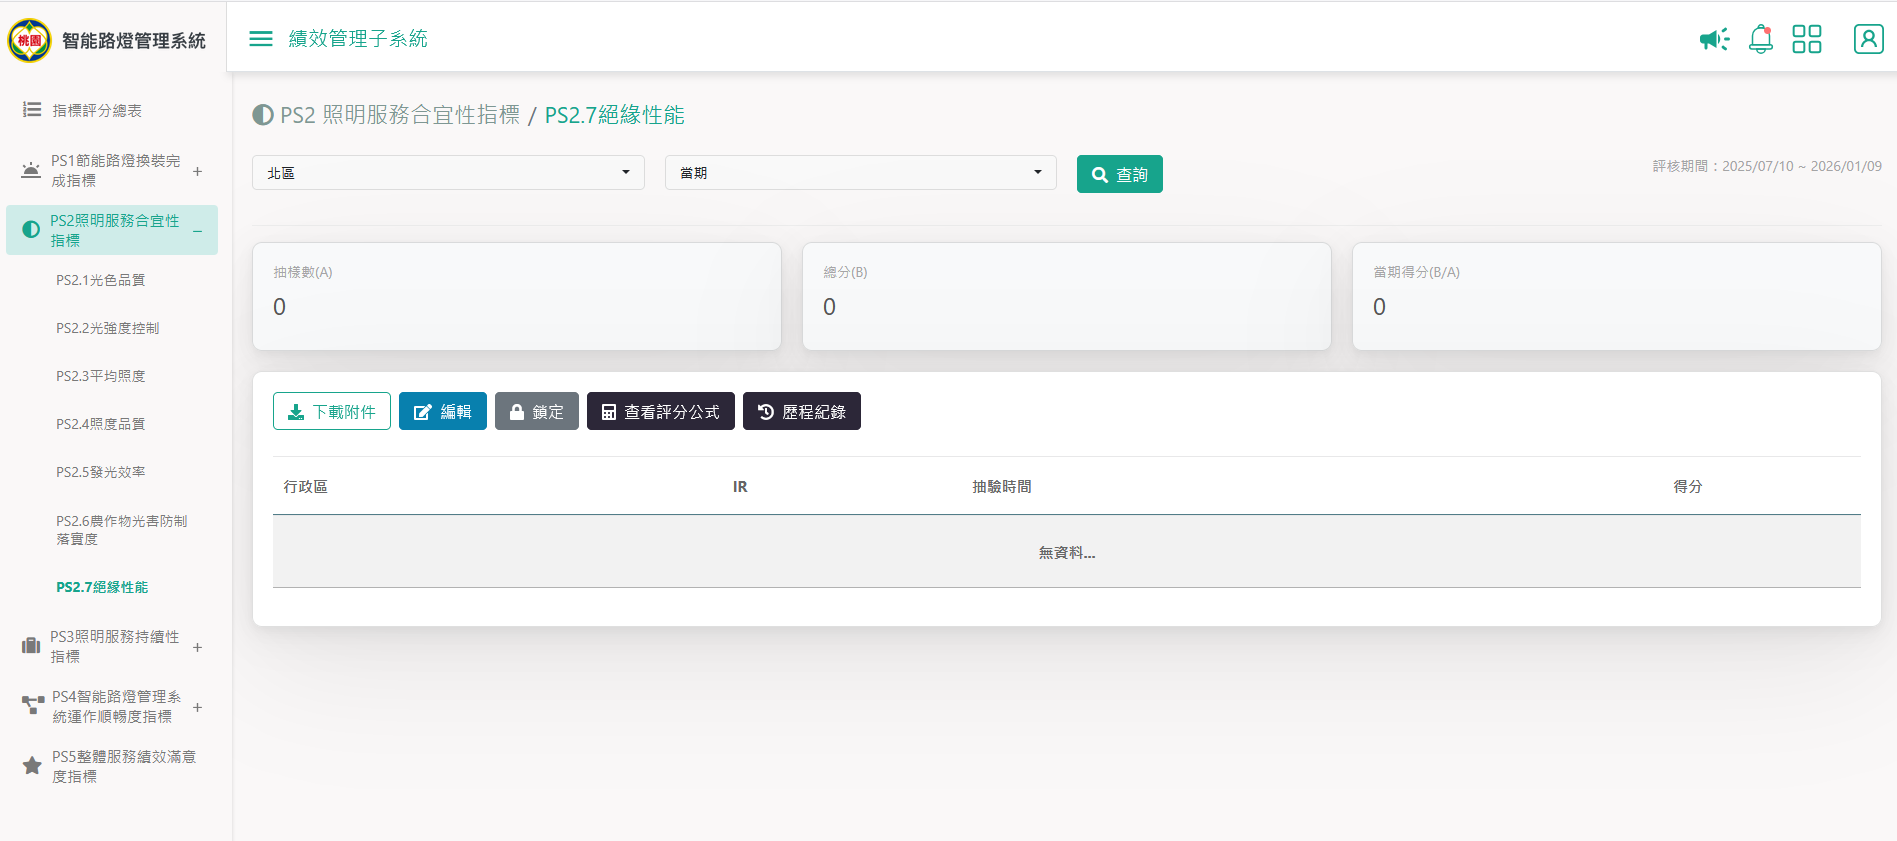 桃園
智能路燈管理系統
績效管理子系統
指標評分總表
PS1節能路燈換裝完
成指標
+
PS2照明服務合宜性
指標
−
PS2.1光色品質
PS2.2光強度控制
PS2.3平均照度
PS2.4照度品質
PS2.5發光效率
PS2.6農作物光害防制
落實度
PS2.7絕緣性能
PS3照明服務持續性
指標
+
PS4智能路燈管理系
統運作順暢度指標
+
PS5整體服務績效滿意
度指標
PS2 照明服務合宜性指標 / PS2.7絕緣性能
北區
當期
查詢
評核期間：2025/07/10 ~ 2026/01/09
抽樣數(A)
0
總分(B)
0
當期得分(B/A)
0
下載附件
編輯
鎖定
查看評分公式
歷程紀錄
行政區 IR 抽驗時間 得分
無資料...